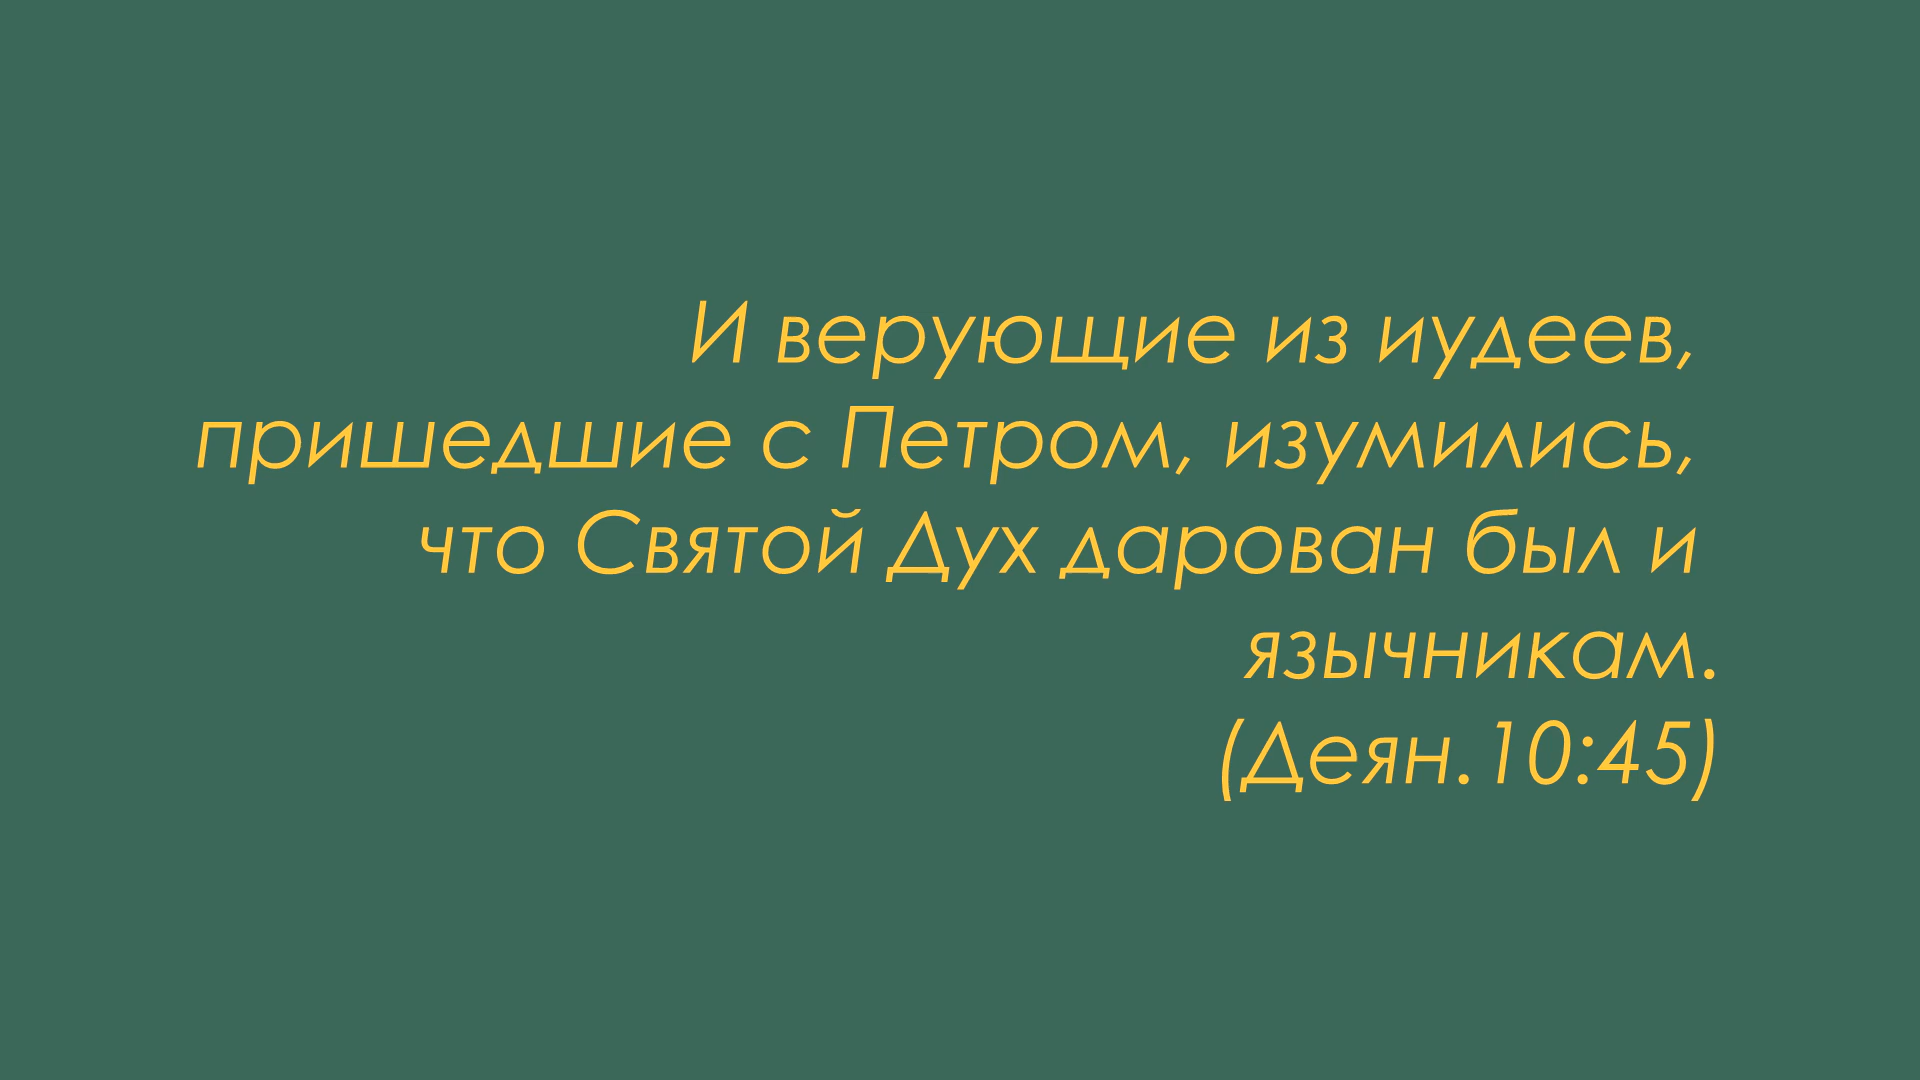 И верующие из иудеев,
пришедшие с Петром, изумились,
что Святой Дух дарован был и
язычникам.
(Деян.10:45)